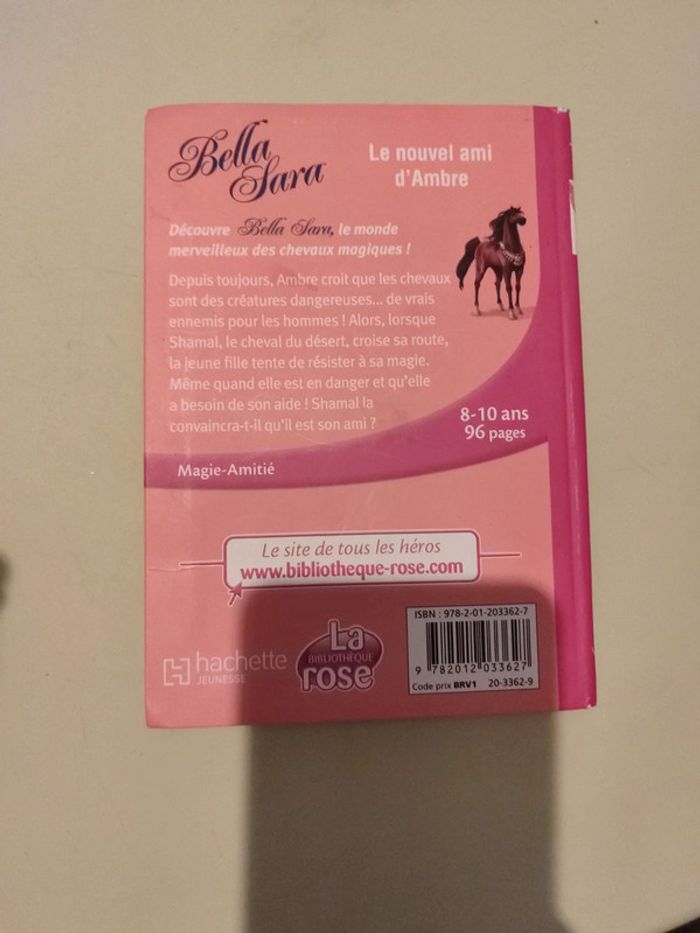 Bella
Sara
Le nouvel ami
d'Ambre
Découvre Bella Sara, le monde
merveilleux des chevaux magiques !
Depuis toujours, Ambre croit que les chevaux
sont des créatures dangereuses... de vrais
ennemis pour les hommes ! Alors, lorsque
Shamal, le cheval du désert, croise sa route,
la jeune fille tente de résister à sa magie.
Même quand elle est en danger et qu'elle
a besoin de son aide ! Shamal la
convaincra-t-il qu'il est son ami ?
8-10 ans
96 pages
Magie-Amitié
Le site de tous les héros
www.bibliotheque-rose.com
hachette
JEUNESSE
La
BIBLIOTHÈQUE
rose
ISBN : 978-2-01-203362-7
9 782012 033627
Code prix BRV1 20-3362-9